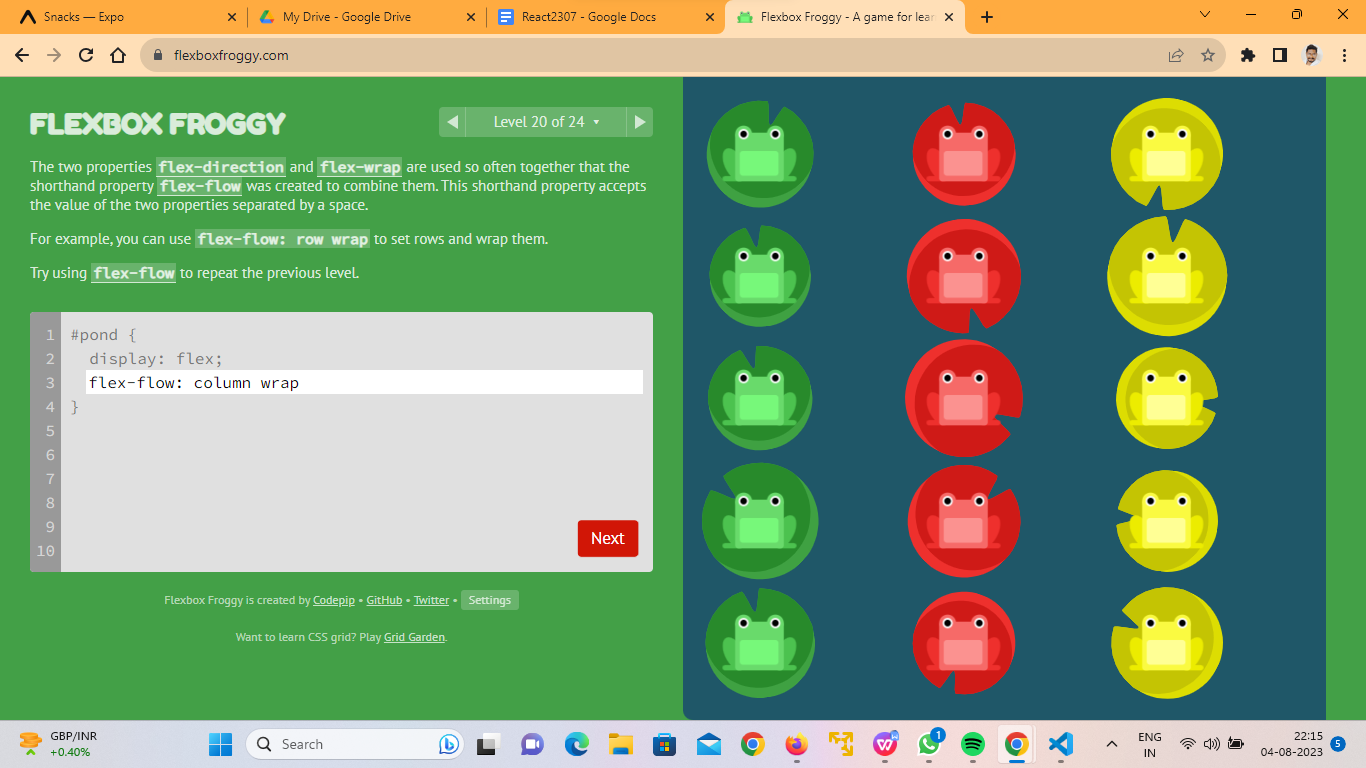 Snacks — Expo
My Drive - Google Drive
React2307 - Google Docs
Flexbox Froggy - A game for lear
flexboxfroggy.com
FLEXBOX FROGGY
Level 20 of 24
The two properties flex-direction and flex-wrap are used so often together that the
shorthand property flex-flow was created to combine them. This shorthand property accepts
the value of the two properties separated by a space.
For example, you can use flex-flow: row wrap to set rows and wrap them.
Try using flex-flow to repeat the previous level.
1 #pond {
2 display: flex;
3 flex-flow: column wrap
4 }
5
6
7
8
9
10
Next
Flexbox Froggy is created by Codepip • GitHub • Twitter • Settings
Want to learn CSS grid? Play Grid Garden.
GBP/INR
+0.40%
Search
1
ENG
IN
22:15
04-08-2023
5